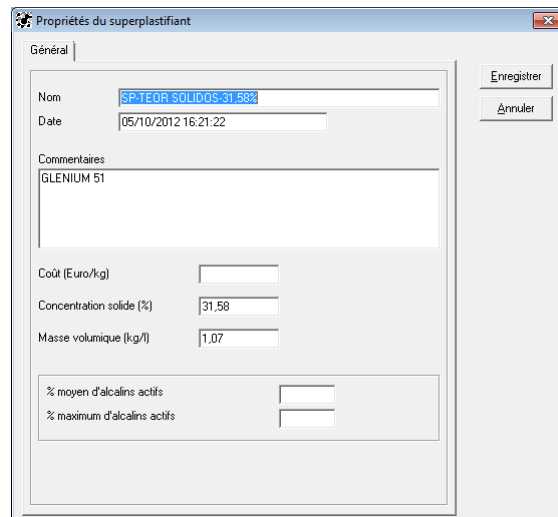 Propriétés du superplastifiant
Général
Enregistrer
Annuler
Nom SP-TEOR SOLIDOS-31,58%
Date 05/10/2012 16:21:22
Commentaires
GLENIUM 51
Coût (Euro/kg)
Concentration solide (%) 31,58
Masse volumique (kg/l) 1,07
% moyen d'alcalins actifs
% maximum d'alcalins actifs